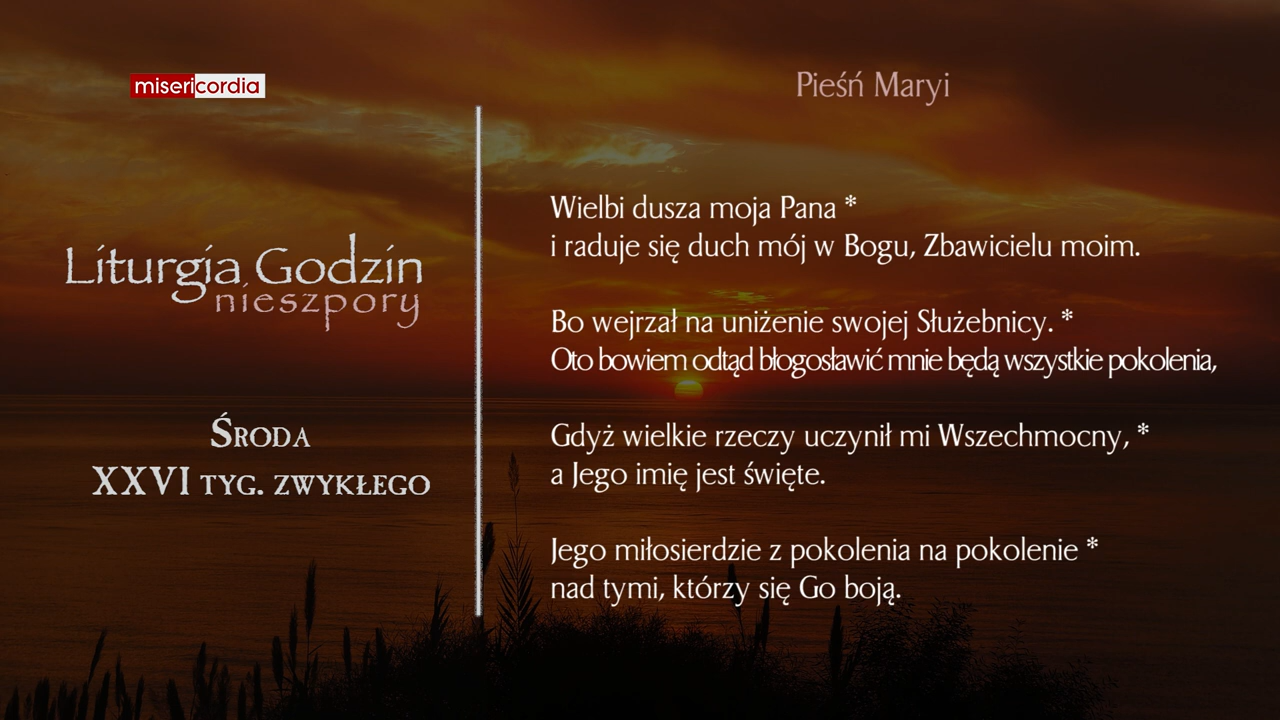 misericordia
Liturgia Godzin
nieszpory
Środa
XXVI tyg. zwykłego
Pieśń Maryi
Wielbi dusza moja Pana *
i raduje się duch mój w Bogu, Zbawicielu moim.
Bo wejrzał na uniżenie swojej Służebnicy. *
Oto bowiem odtąd błogosławić mnie będą wszystkie pokolenia,
Gdyż wielkie rzeczy uczynił mi Wszechmocny, *
a Jego imię jest święte.
Jego miłosierdzie z pokolenia na pokolenie *
nad tymi, którzy się Go boją.